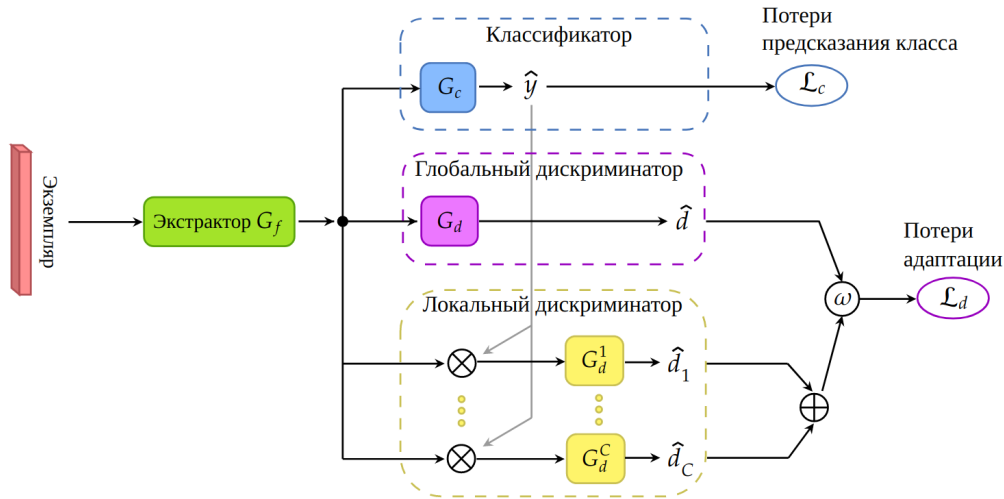 Потери
предсказания класса
Классификатор
G_c
ŷ
𝔏_c
Экземпляр
Экстрактор G_f
Глобальный дискриминатор
G_d
d̂
Потери
адаптации
ω
𝔏_d
Локальный дискриминатор
G_d^1
d̂_1
G_d^C
d̂_C